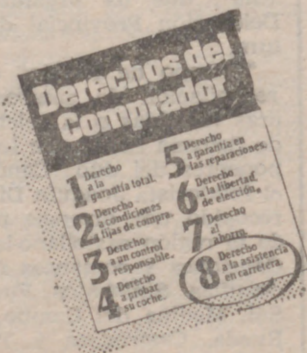 Derechos del
Comprador
1 Derecho
a la
garantía total.
2 Derecho
a condiciones
fijas de compra.
3 Derecho
a un control
responsable.
4 Derecho
a probar
su coche.
5 Derecho
a garantía en
las reparaciones.
6 Derecho
a la libertad
de elección.
7 Derecho
al
ahorro.
8 Derecho
a la asistencia
en carretera.